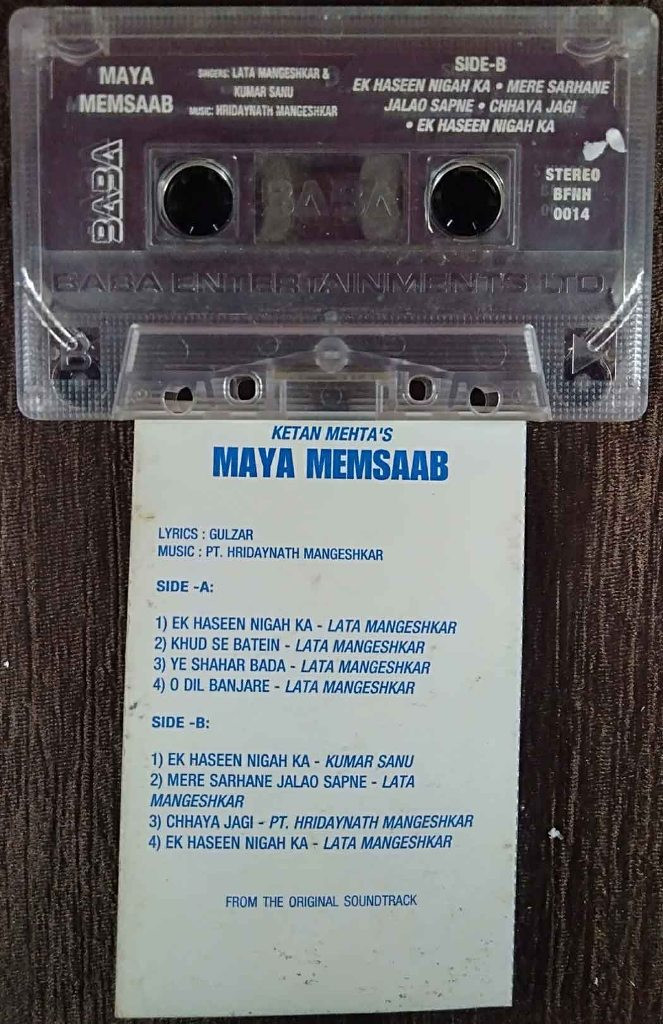 MAYA
MEMSAAB
SINGERS: LATA MANGESHKAR &
KUMAR SANU
MUSIC: HRIDAYNATH MANGESHKAR
SIDE-B
EK HASEEN NIGAH KA • MERE SARHANE
JALAO SAPNE • CHHAYA JAGI
• EK HASEEN NIGAH KA
BABA
BABA
STEREO
BFNH
0014
BABA ENTERTAINMENTS LTD.
B
KETAN MEHTA'S
MAYA MEMSAAB
LYRICS : GULZAR
MUSIC : PT. HRIDAYNATH MANGESHKAR
SIDE -A:
1) EK HASEEN NIGAH KA - LATA MANGESHKAR
2) KHUD SE BATEIN - LATA MANGESHKAR
3) YE SHAHAR BADA - LATA MANGESHKAR
4) O DIL BANJARE - LATA MANGESHKAR
SIDE -B:
1) EK HASEEN NIGAH KA - KUMAR SANU
2) MERE SARHANE JALAO SAPNE - LATA
MANGESHKAR
3) CHHAYA JAGI - PT. HRIDAYNATH MANGESHKAR
4) EK HASEEN NIGAH KA - LATA MANGESHKAR
FROM THE ORIGINAL SOUNDTRACK